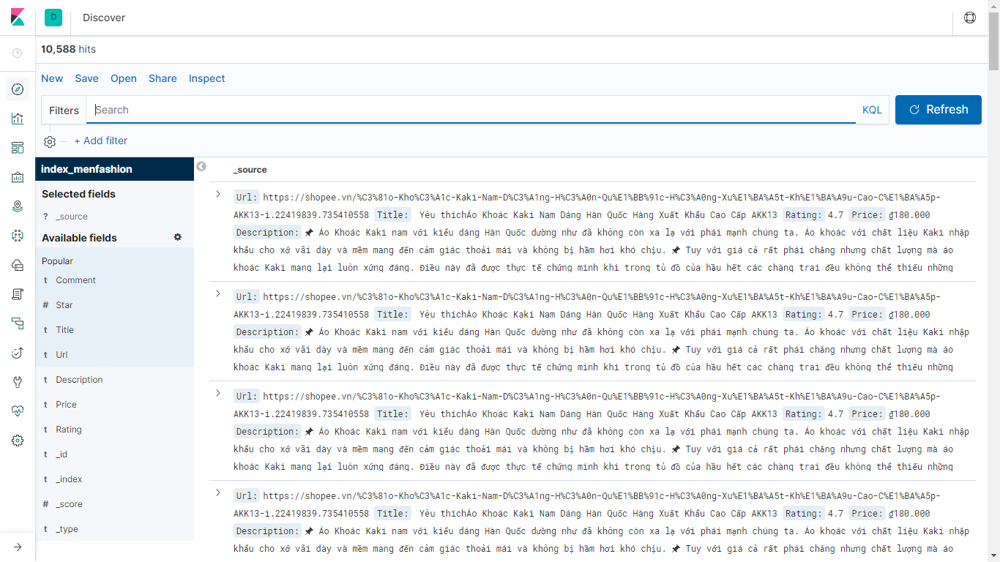 D
Discover
10,588 hits
New Save Open Share Inspect
Filters Search KQL Refresh
+ Add filter
index_menfashion
Selected fields
? _source
Available fields
Popular
t Comment
# Star
t Title
t Url
t Description
t Price
t Rating
t _id
t _index
# _score
t _type
_source
Url: https://shopee.vn/%C3%81o-Kho%C3%A1c-Kaki-Nam-D%C3%A1ng-H%C3%A0n-Qu%E1%BB%91c-H%C3%A0ng-Xu%E1%BA%A5t-Kh%E1%BA%A9u-Cao-C%E1%BA%A5p-
AKK13-i.22419839.735410558 Title: Yêu thíchÁo Khoác Kaki Nam Dáng Hàn Quốc Hàng Xuất Khẩu Cao Cấp AKK13 Rating: 4.7 Price: ₫180.000
Description: 📌 Áo Khoác Kaki nam với kiểu dáng Hàn Quốc dường như đã không còn xa lạ với phái mạnh chúng ta. Áo khoác với chất liệu Kaki nhập
khẩu cho xớ vãi dày và mềm mang đến cảm giác thoải mái và không bị hầm hơi khó chịu. 📌 Tuy với giá cả rất phải chăng nhưng chất lượng mà áo
khoác Kaki mang lại luôn xứng đáng. Điều này đã được thực tế chứng minh khi trong tủ đồ của hầu hết các chàng trai đều không thể thiếu những
Url: https://shopee.vn/%C3%81o-Kho%C3%A1c-Kaki-Nam-D%C3%A1ng-H%C3%A0n-Qu%E1%BB%91c-H%C3%A0ng-Xu%E1%BA%A5t-Kh%E1%BA%A9u-Cao-C%E1%BA%A5p-
AKK13-i.22419839.735410558 Title: Yêu thíchÁo Khoác Kaki Nam Dáng Hàn Quốc Hàng Xuất Khẩu Cao Cấp AKK13 Rating: 4.7 Price: ₫180.000
Description: 📌 Áo Khoác Kaki nam với kiểu dáng Hàn Quốc dường như đã không còn xa lạ với phái mạnh chúng ta. Áo khoác với chất liệu Kaki nhập
khẩu cho xớ vãi dày và mềm mang đến cảm giác thoải mái và không bị hầm hơi khó chịu. 📌 Tuy với giá cả rất phải chăng nhưng chất lượng mà áo
khoác Kaki mang lại luôn xứng đáng. Điều này đã được thực tế chứng minh khi trong tủ đồ của hầu hết các chàng trai đều không thể thiếu những
Url: https://shopee.vn/%C3%81o-Kho%C3%A1c-Kaki-Nam-D%C3%A1ng-H%C3%A0n-Qu%E1%BB%91c-H%C3%A0ng-Xu%E1%BA%A5t-Kh%E1%BA%A9u-Cao-C%E1%BA%A5p-
AKK13-i.22419839.735410558 Title: Yêu thíchÁo Khoác Kaki Nam Dáng Hàn Quốc Hàng Xuất Khẩu Cao Cấp AKK13 Rating: 4.7 Price: ₫180.000
Description: 📌 Áo Khoác Kaki nam với kiểu dáng Hàn Quốc dường như đã không còn xa lạ với phái mạnh chúng ta. Áo khoác với chất liệu Kaki nhập
khẩu cho xớ vãi dày và mềm mang đến cảm giác thoải mái và không bị hầm hơi khó chịu. 📌 Tuy với giá cả rất phải chăng nhưng chất lượng mà áo
khoác Kaki mang lại luôn xứng đáng. Điều này đã được thực tế chứng minh khi trong tủ đồ của hầu hết các chàng trai đều không thể thiếu những
Url: https://shopee.vn/%C3%81o-Kho%C3%A1c-Kaki-Nam-D%C3%A1ng-H%C3%A0n-Qu%E1%BB%91c-H%C3%A0ng-Xu%E1%BA%A5t-Kh%E1%BA%A9u-Cao-C%E1%BA%A5p-
AKK13-i.22419839.735410558 Title: Yêu thíchÁo Khoác Kaki Nam Dáng Hàn Quốc Hàng Xuất Khẩu Cao Cấp AKK13 Rating: 4.7 Price: ₫180.000
Description: 📌 Áo Khoác Kaki nam với kiểu dáng Hàn Quốc dường như đã không còn xa lạ với phái mạnh chúng ta. Áo khoác với chất liệu Kaki nhập
khẩu cho xớ vãi dày và mềm mang đến cảm giác thoải mái và không bị hầm hơi khó chịu. 📌 Tuy với giá cả rất phải chăng nhưng chất lượng mà áo